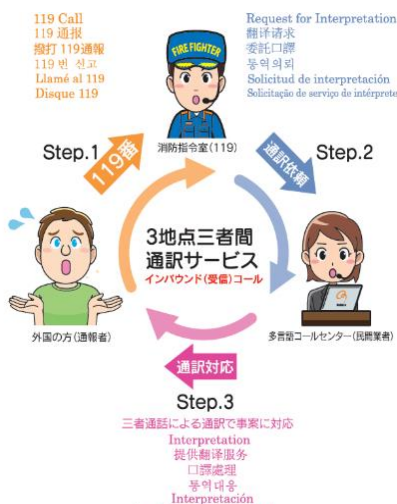 119 Call
119 通报
撥打 119 通報
119 번 신고
Llamé al 119
Disque 119
Request for Interpretation
翻译请求
委託口譯
통역의뢰
Solicitud de interpretación
Solicitação de serviço de intérprete
FIRE FIGHTER
消防指令室(119)
Step.1
119番
通訳依頼
Step.2
3地点三者間
通訳サービス
インバウンド(受信)コール
外国の方(通報者)
多言語コールセンター(民間業者)
通訳対応
Step.3
三者通話による通訳で事案に対応
Interpretation
提供翻译服务
口譯處理
통역대응
Interpretación